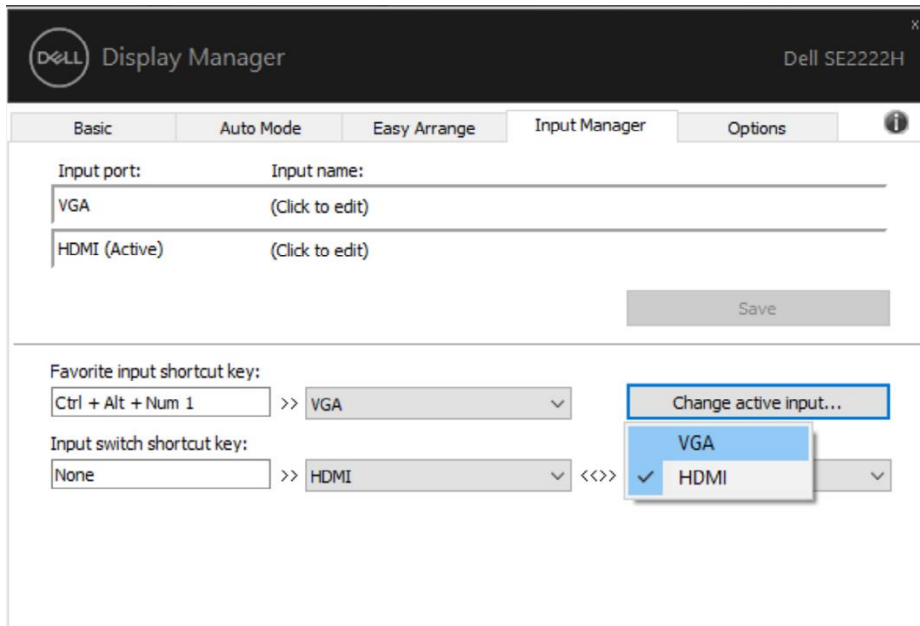 x
DELL Display Manager Dell SE2222H
Basic Auto Mode Easy Arrange Input Manager Options i
Input port: Input name:
VGA (Click to edit)
HDMI (Active) (Click to edit)
Save
Favorite input shortcut key:
Ctrl + Alt + Num 1 >> VGA Change active input...
Input switch shortcut key:
VGA
None >> HDMI <<>> ✓ HDMI